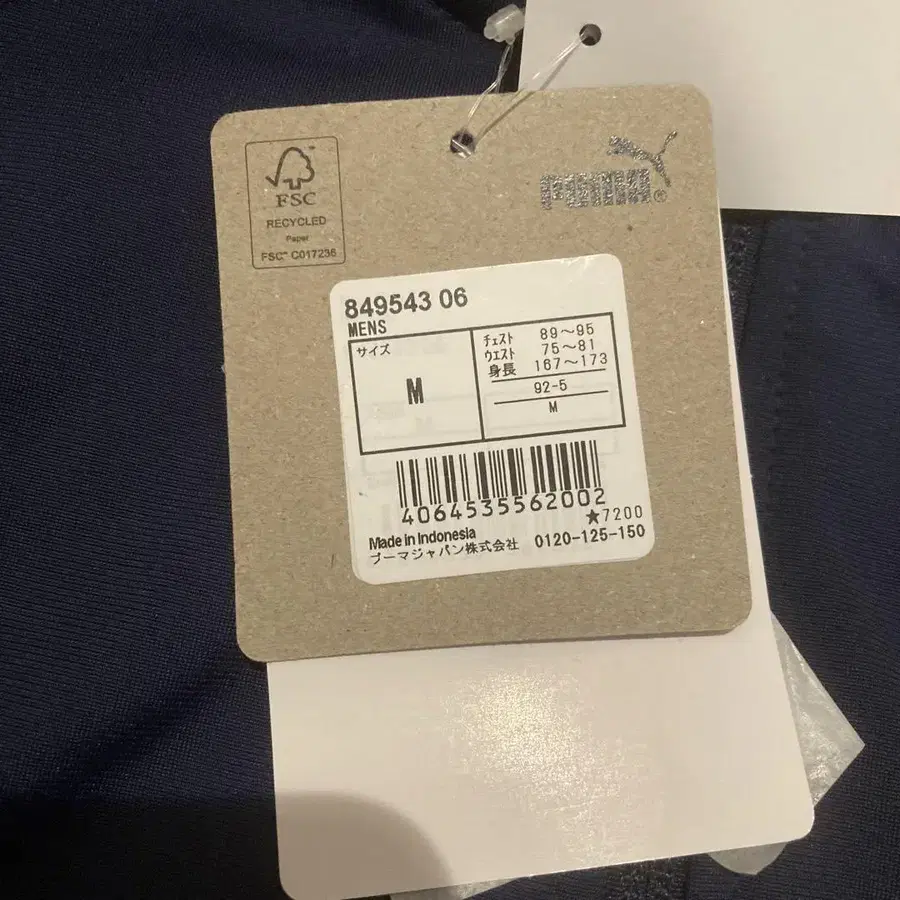 FSC™
RECYCLED
Paper
FSC™ C017236
PUMA®
849543 06
MENS
サイズ
M
チェスト 89〜95
ウエスト 75〜81
身長 167〜173
92-5
M
4064535562002
★7200
Made in Indonesia
プーマジャパン株式会社 0120-125-150